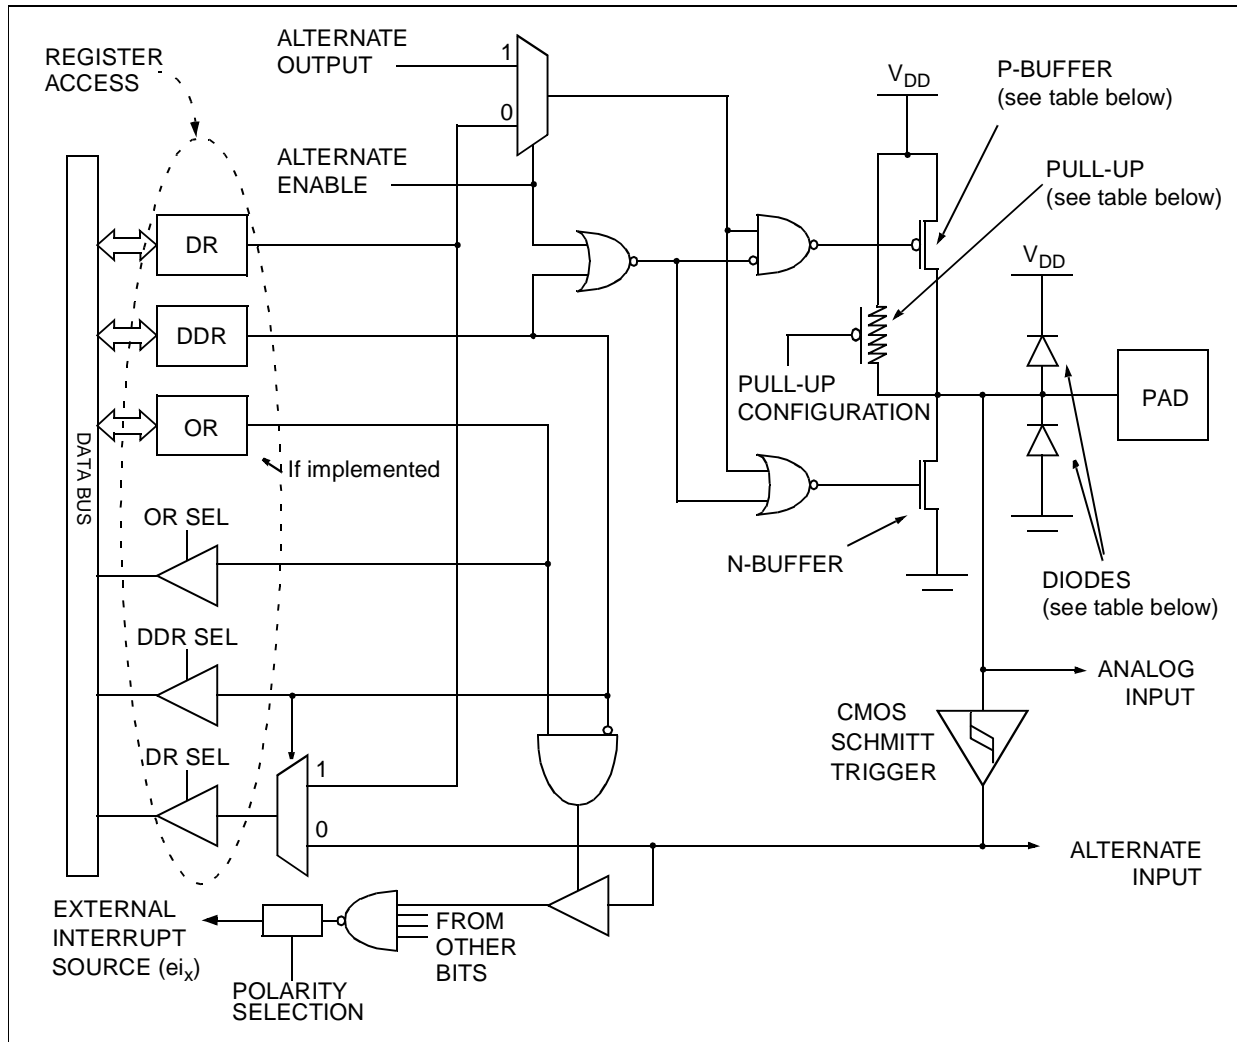 REGISTER
ACCESS
ALTERNATE
OUTPUT
1
0
ALTERNATE
ENABLE
VDD
P-BUFFER
(see table below)
PULL-UP
(see table below)
DR
DDR
OR
If implemented
DATA BUS
PULL-UP
CONFIGURATION
VDD
PAD
N-BUFFER
DIODES
(see table below)
OR SEL
DDR SEL
DR SEL
1
0
ANALOG
INPUT
CMOS
SCHMITT
TRIGGER
ALTERNATE
INPUT
EXTERNAL
INTERRUPT
SOURCE (eix)
POLARITY
SELECTION
FROM
OTHER
BITS